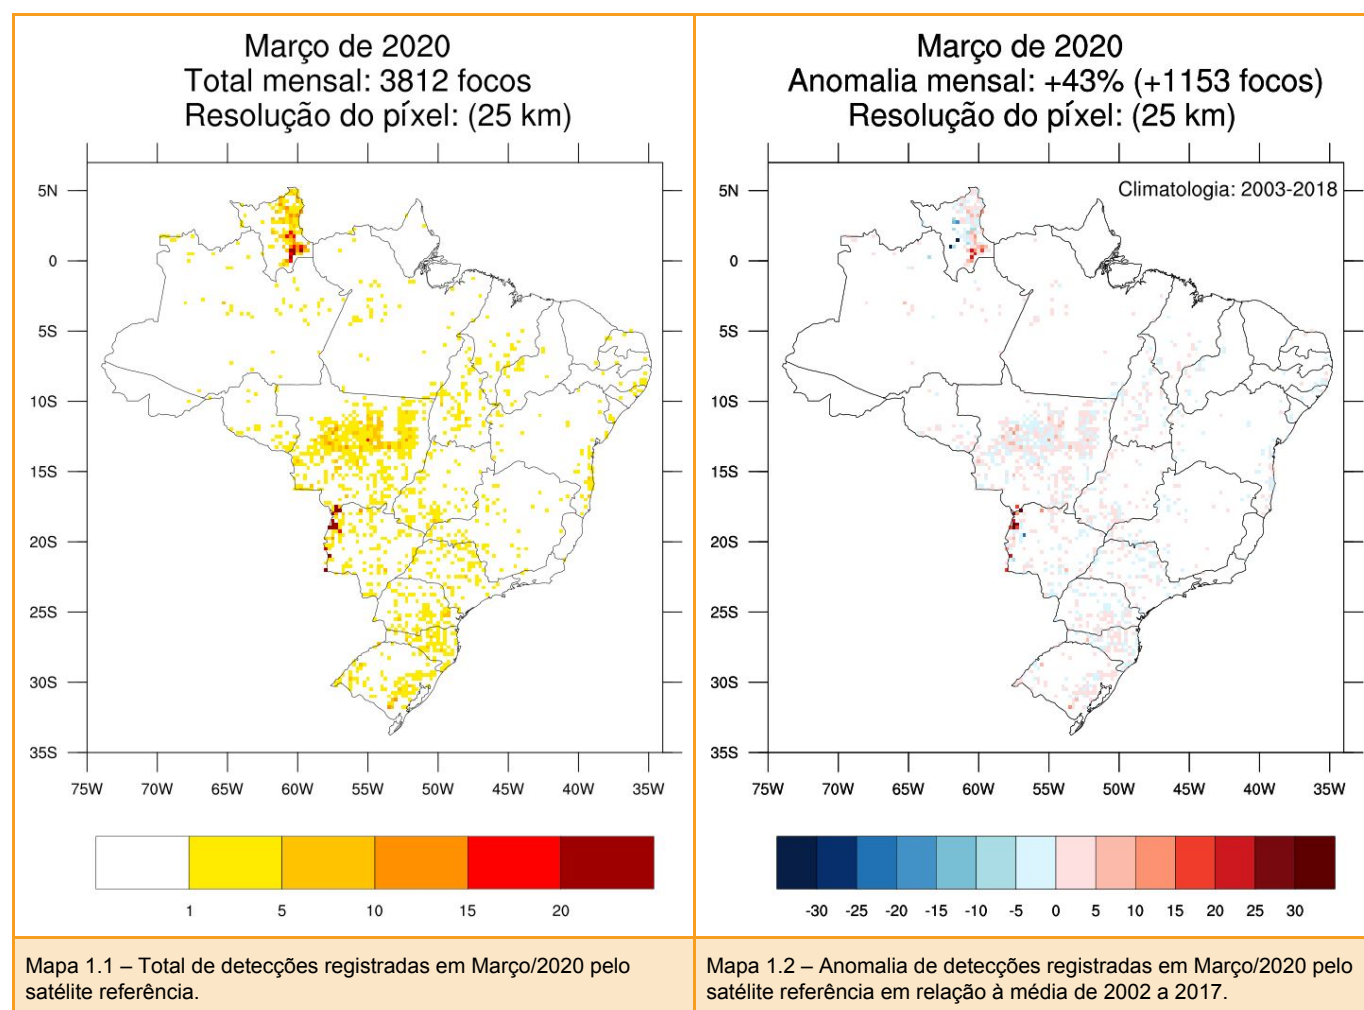 Março de 2020
Total mensal: 3812 focos
Resolução do píxel: (25 km)
5N
0
5S
10S
15S
20S
25S
30S
35S
75W 70W 65W 60W 55W 50W 45W 40W 35W
1 5 10 15 20
Mapa 1.1 – Total de detecções registradas em Março/2020 pelo
satélite referência.
Março de 2020
Anomalia mensal: +43% (+1153 focos)
Resolução do píxel: (25 km)
Climatologia: 2003-2018
5N
0
5S
10S
15S
20S
25S
30S
35S
75W 70W 65W 60W 55W 50W 45W 40W 35W
-30 -25 -20 -15 -10 -5 0 5 10 15 20 25 30
Mapa 1.2 – Anomalia de detecções registradas em Março/2020 pelo
satélite referência em relação à média de 2002 a 2017.